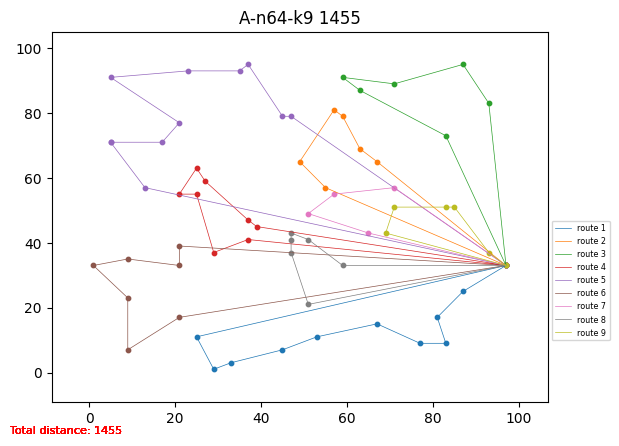 A-n64-k9 1455
100
80
60
40
20
0
0 20 40 60 80 100
route 1
route 2
route 3
route 4
route 5
route 6
route 7
route 8
route 9
Total distance: 1455